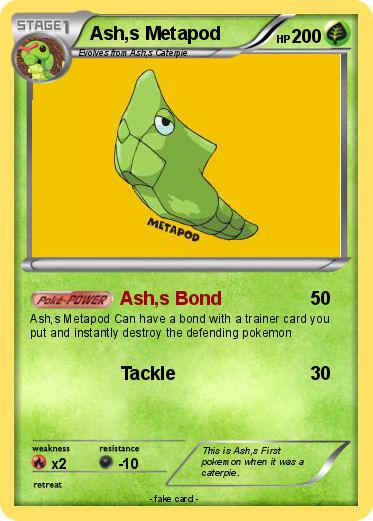 STAGE1 Ash,s Metapod HP200
Evolves from Ash,s Caterpie
METAPOD
Poké-POWER Ash,s Bond 50
Ash,s Metapod Can have a bond with a trainer card you
put and instantly destroy the defending pokemon
Tackle 30
weakness resistance
x2 -10
retreat
This is Ash,s First
pokemon when it was a
caterpie.
- fake card -